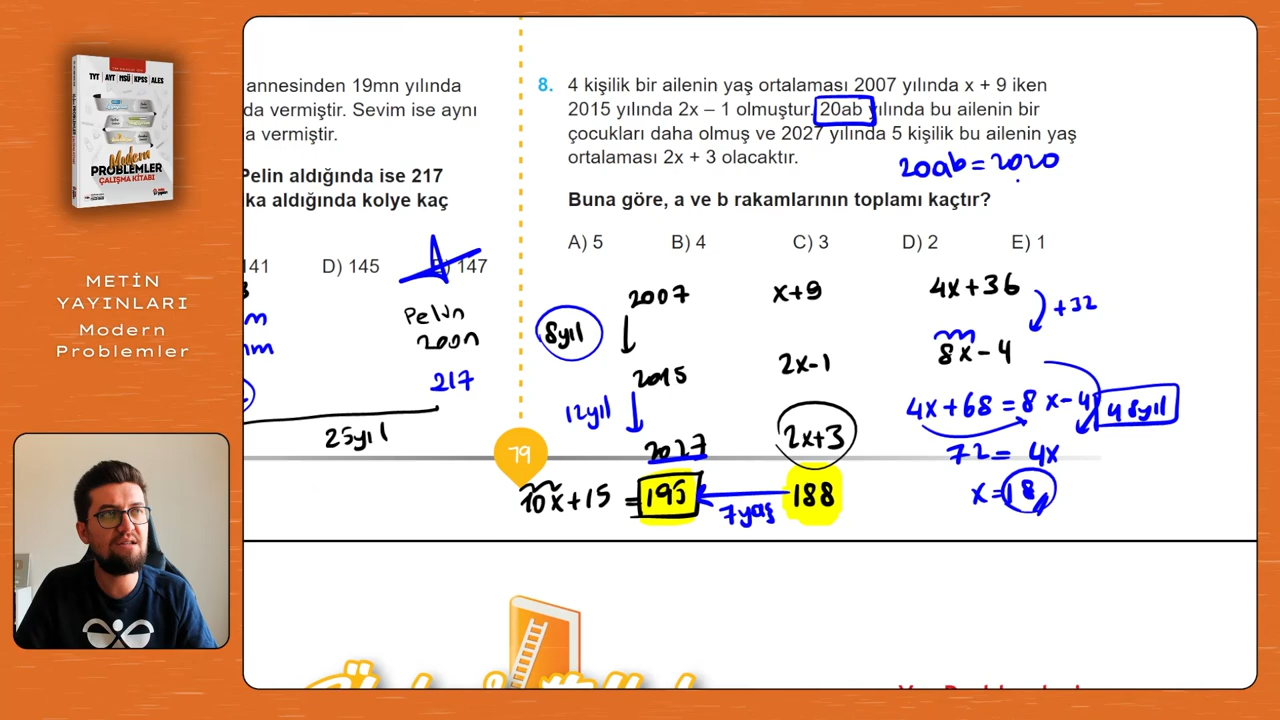 TYT | AYT | MSÜ | KPSS | ALES
Modern
PROBLEMLER
ÇALIŞMA KİTABI
METİN
YAYINLARI
Modern
Problemler
annesinden 19mn yılında
da vermiştir. Sevim ise aynı
a vermiştir.
Pelin aldığında ise 217
ka aldığında kolye kaç
141
D) 145
147
Pelin
200n
217
25yıl
79
8. 4 kişilik bir ailenin yaş ortalaması 2007 yılında x + 9 iken
2015 yılında 2x – 1 olmuştur. 20ab yılında bu ailenin bir
çocukları daha olmuş ve 2027 yılında 5 kişilik bu ailenin yaş
ortalaması 2x + 3 olacaktır.
20ab = 2020
Buna göre, a ve b rakamlarının toplamı kaçtır?
A) 5 B) 4 C) 3 D) 2 E) 1
2007 x+9 4x+36
8yıl +32
2015 2x-1 8x-4
12yıl 4x+68 = 8x-4 48yıl
2027 2x+3 72 = 4x
10x+15 = 195 7yaş 188 x = 18